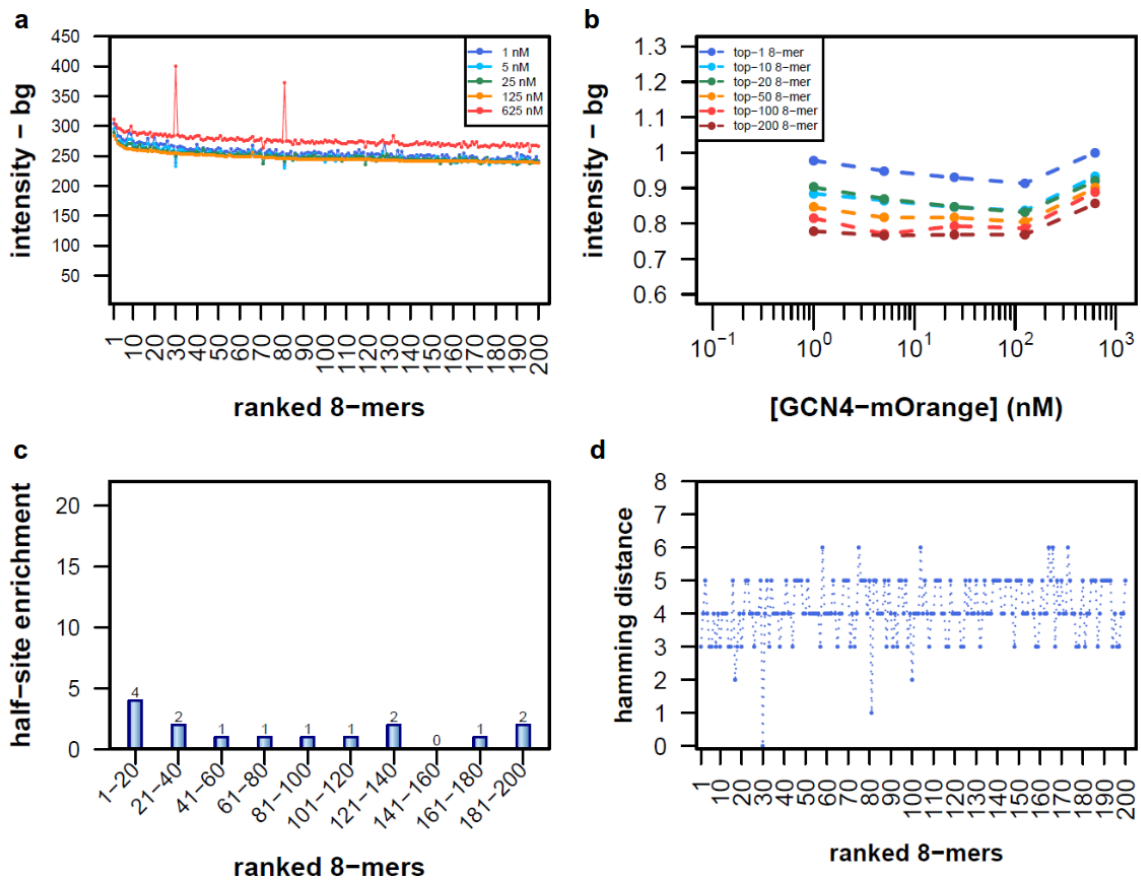 a
450
400
350
300
250
200
150
100
50
intensity − bg
1 nM
5 nM
25 nM
125 nM
625 nM
1 10 20 30 40 50 60 70 80 90 100 110 120 130 140 150 160 170 180 190 200
ranked 8−mers
b
1.3
1.2
1.1
1
0.9
0.8
0.7
0.6
intensity − bg
top−1 8−mer
top−10 8−mer
top−20 8−mer
top−50 8−mer
top−100 8−mer
top−200 8−mer
10⁻¹ 10⁰ 10¹ 10² 10³
[GCN4−mOrange] (nM)
c
20
15
10
5
0
half−site enrichment
4 2 1 1 1 1 2 0 1 2
1−20 21−40 41−60 61−80 81−100 101−120 121−140 141−160 161−180 181−200
ranked 8−mers
d
8
7
6
5
4
3
2
1
0
hamming distance
1 10 20 30 40 50 60 70 80 90 100 110 120 130 140 150 160 170 180 190 200
ranked 8−mers